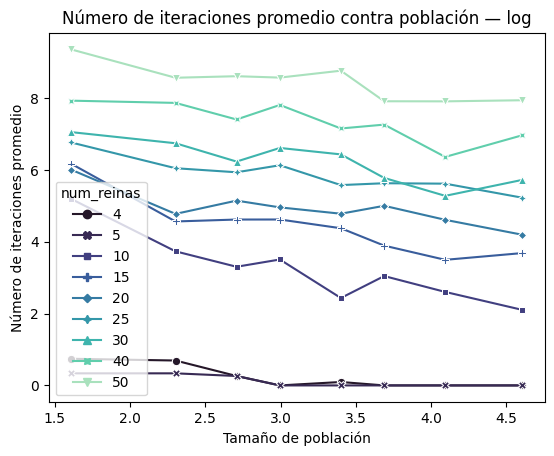 Número de iteraciones promedio contra población — log
Número de iteraciones promedio
8
6
4
2
0
num_reinas
4
5
10
15
20
25
30
40
50
1.5 2.0 2.5 3.0 3.5 4.0 4.5
Tamaño de población